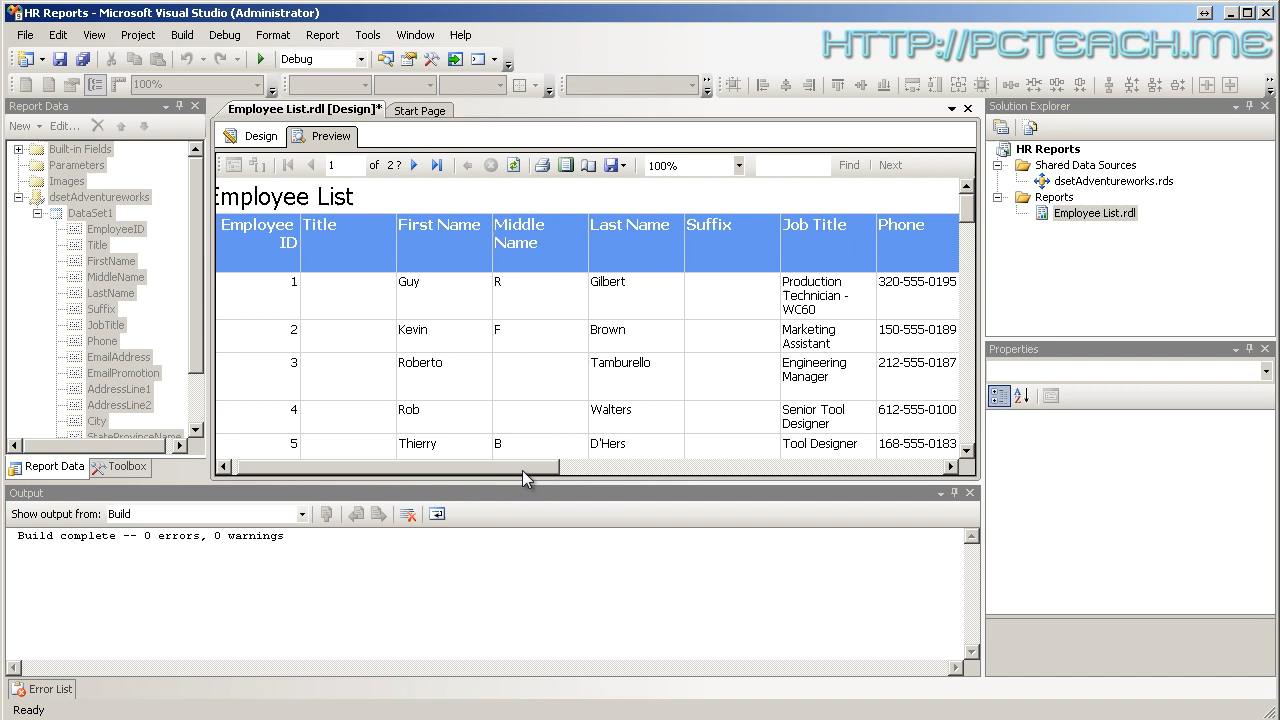 HR Reports - Microsoft Visual Studio (Administrator)
HTTP://PCTEACH.ME
File Edit View Project Build Debug Format Report Tools Window Help
Debug
100%
Report Data
New Edit...
Built-in Fields
Parameters
Images
dsetAdventureworks
DataSet1
EmployeeID
Title
FirstName
MiddleName
LastName
Suffix
JobTitle
Phone
EmailAddress
EmailPromotion
AddressLine1
AddressLine2
City
StateProvinceName
Report Data Toolbox
Employee List.rdl [Design]* Start Page
Design Preview
1 of 2 ? 100% Find Next
Employee List
Employee ID Title First Name Middle Name Last Name Suffix Job Title Phone
1 Guy R Gilbert Production Technician - WC60 320-555-0195
2 Kevin F Brown Marketing Assistant 150-555-0189
3 Roberto Tamburello Engineering Manager 212-555-0187
4 Rob Walters Senior Tool Designer 612-555-0100
5 Thierry B D'Hers Tool Designer 168-555-0183
Solution Explorer
HR Reports
Shared Data Sources
dsetAdventureworks.rds
Reports
Employee List.rdl
Properties
Output
Show output from: Build
Build complete -- 0 errors, 0 warnings
Error List
Ready